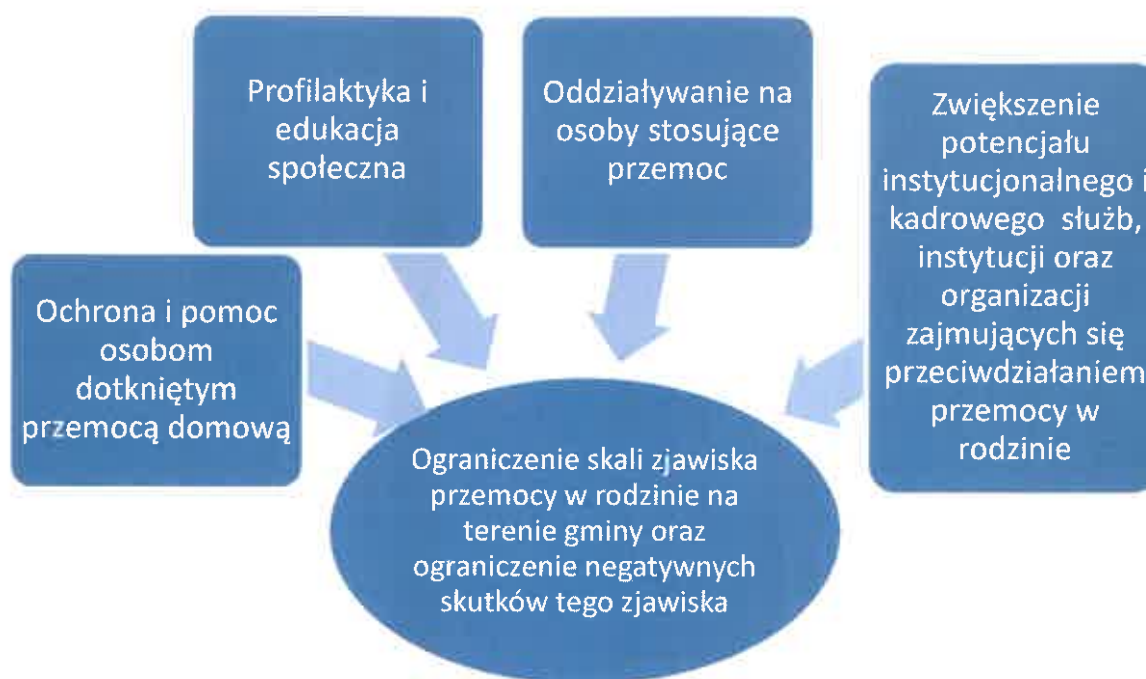 Ochrona i pomoc
osobom
dotkniętym
przemocą domową
Profilaktyka i
edukacja
społeczna
Oddziaływanie na
osoby stosujące
przemoc
Zwiększenie
potencjału
instytucjonalnego i
kadrowego służb,
instytucji oraz
organizacji
zajmujących się
przeciwdziałaniem
przemocy w
rodzinie
Ograniczenie skali zjawiska
przemocy w rodzinie na
terenie gminy oraz
ograniczenie negatywnych
skutków tego zjawiska